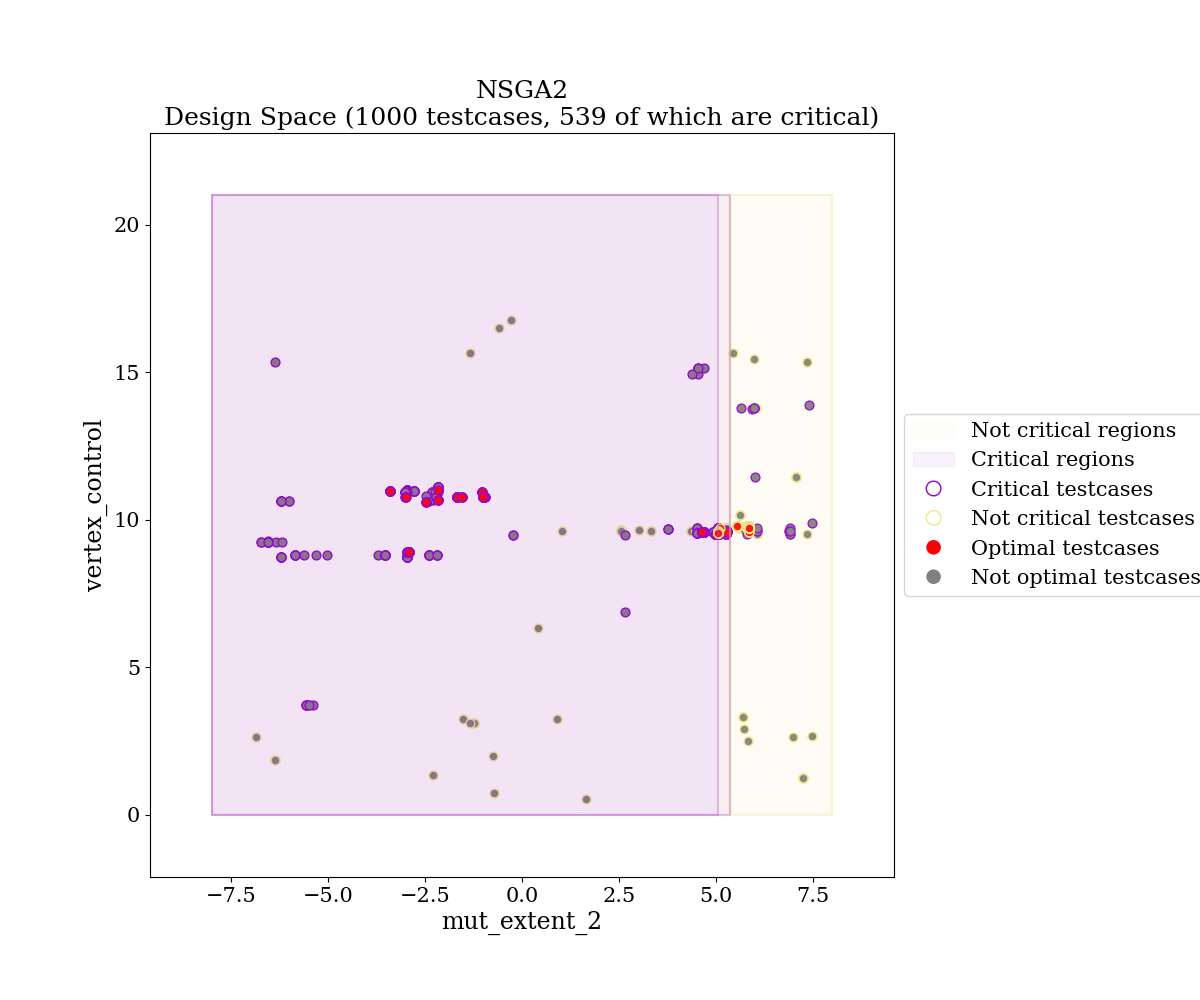 NSGA2
Design Space (1000 testcases, 539 of which are critical)
vertex_control
20
15
10
5
0
−7.5
−5.0
−2.5
0.0
2.5
5.0
7.5
mut_extent_2
Not critical regions
Critical regions
Critical testcases
Not critical testcases
Optimal testcases
Not optimal testcases